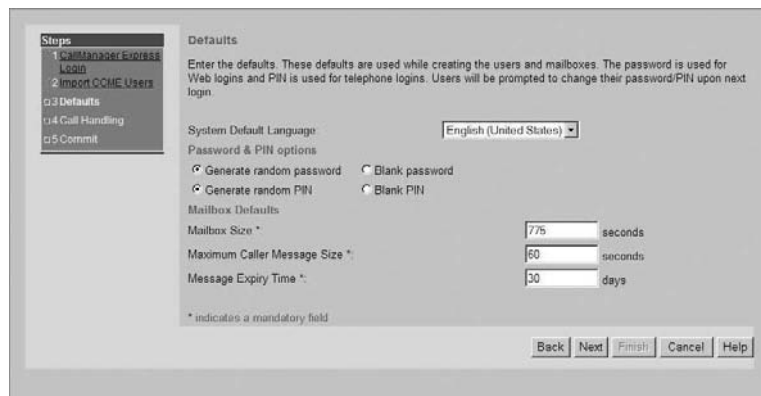 Steps
1 CallManager Express
Login
2 Import CCME Users
3 Defaults
4 Call Handling
5 Commit
Defaults
Enter the defaults. These defaults are used while creating the users and mailboxes. The password is used for
Web logins and PIN is used for telephone logins. Users will be prompted to change their password/PIN upon next
login.
System Default Language: English (United States)
Password & PIN options
Generate random password Blank password
Generate random PIN Blank PIN
Mailbox Defaults
Mailbox Size *: 775 seconds
Maximum Caller Message Size *: 60 seconds
Message Expiry Time *: 30 days
* indicates a mandatory field
Back Next Finish Cancel Help